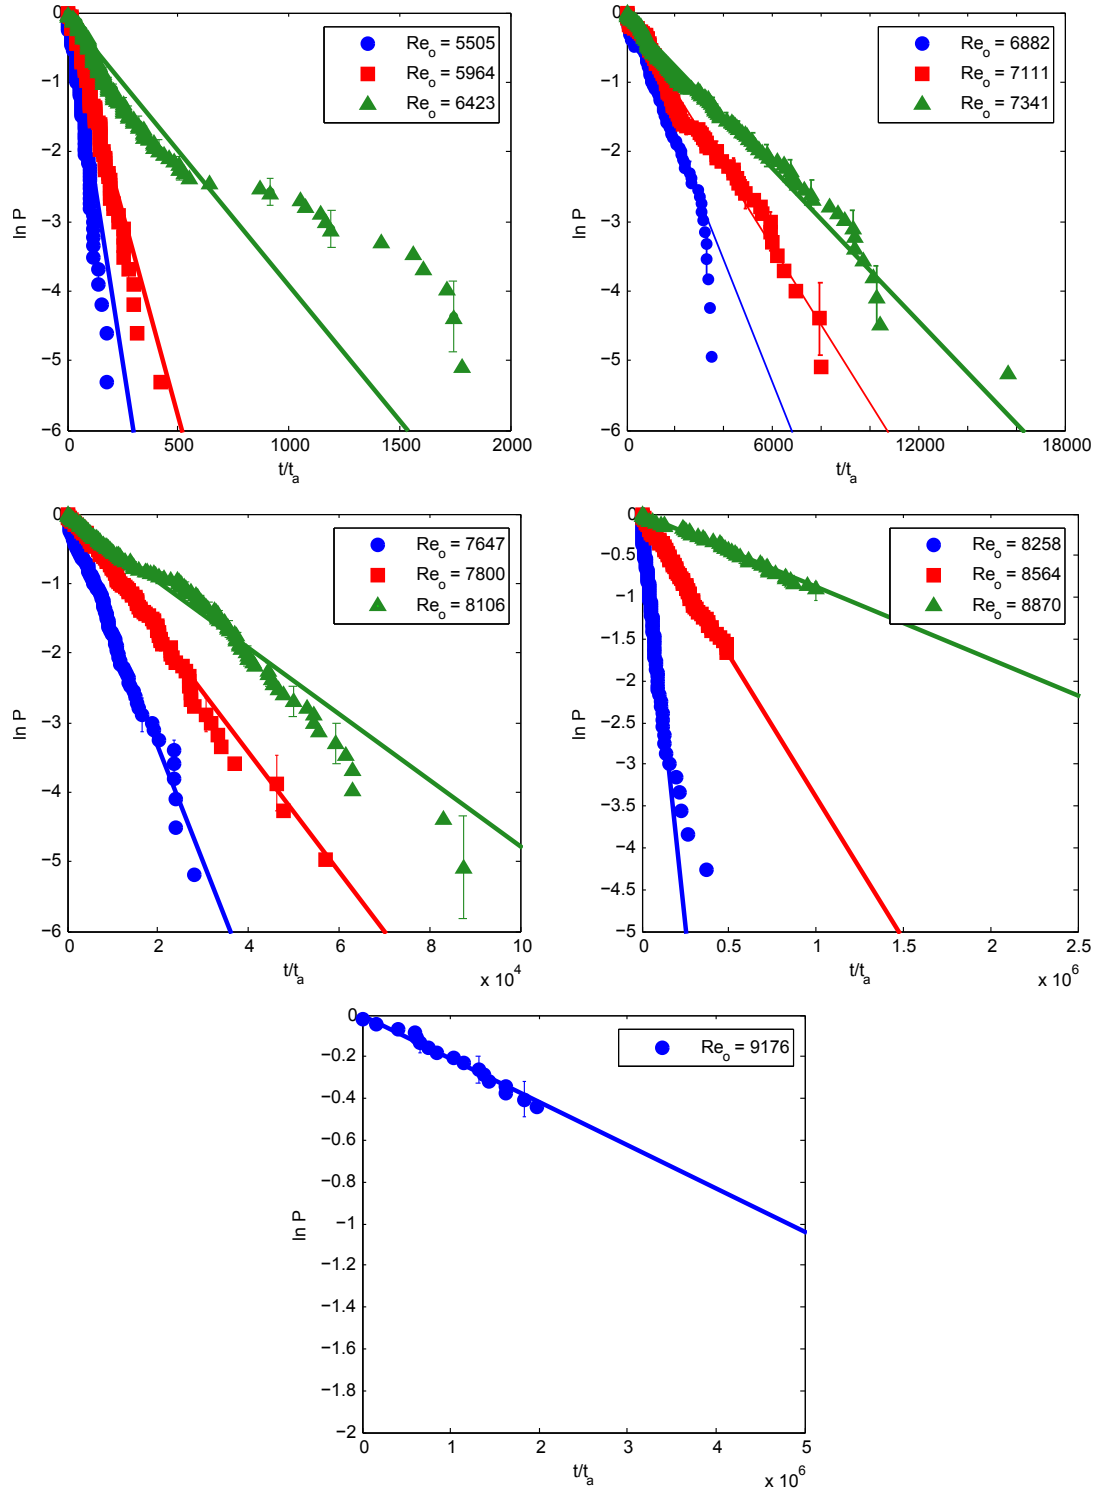 0
−1
−2
−3
−4
−5
−6
ln P
0
500
1000
1500
2000
t/ta
Reo = 5505
Reo = 5964
Reo = 6423
0
−1
−2
−3
−4
−5
−6
ln P
0
6000
12000
18000
t/ta
Reo = 6882
Reo = 7111
Reo = 7341
0
−1
−2
−3
−4
−5
−6
ln P
0
2
4
6
8
10
t/ta
x 10^4
Reo = 7647
Reo = 7800
Reo = 8106
0
−0.5
−1
−1.5
−2
−2.5
−3
−3.5
−4
−4.5
−5
ln P
0
0.5
1
1.5
2
2.5
t/ta
x 10^6
Reo = 8258
Reo = 8564
Reo = 8870
0
−0.2
−0.4
−0.6
−0.8
−1
−1.2
−1.4
−1.6
−1.8
−2
ln P
0
1
2
3
4
5
t/ta
x 10^6
Reo = 9176